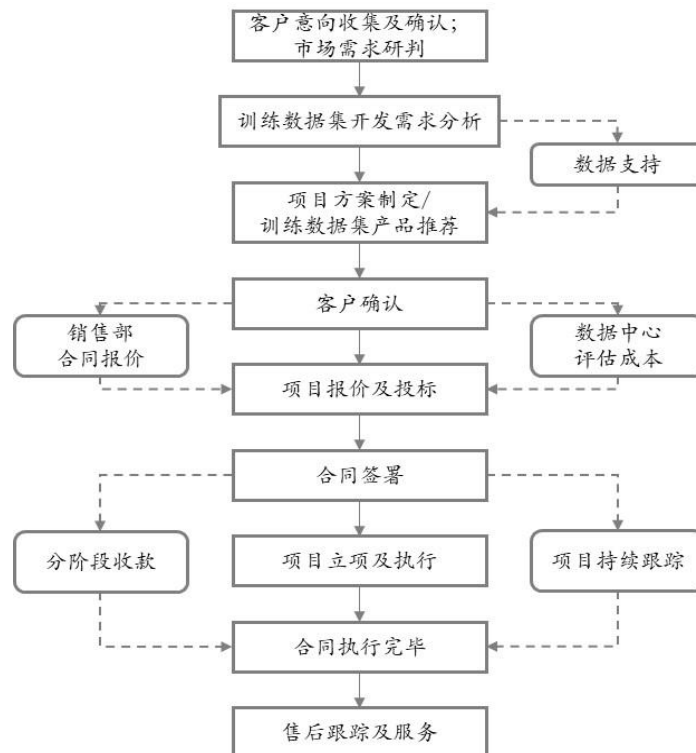 客户意向收集及确认；
市场需求研判
训练数据集开发需求分析
数据支持
项目方案制定/
训练数据集产品推荐
客户确认
销售部
合同报价
数据中心
评估成本
项目报价及投标
合同签署
分阶段收款
项目立项及执行
项目持续跟踪
合同执行完毕
售后跟踪及服务